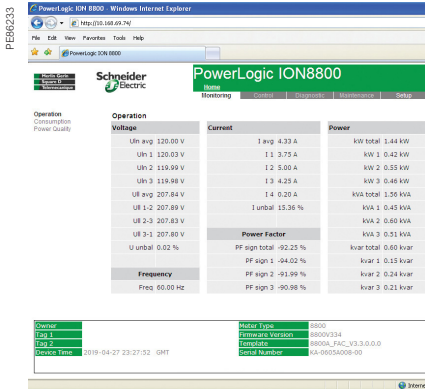 PE86233
PowerLogic ION 8800 - Windows Internet Explorer
http://10.168.69.74/
File Edit View Favorites Tools Help
PowerLogic ION 8800
Merlin Gerin
Square D
Telemecanique
Schneider
Electric
PowerLogic ION8800
Home
Monitoring | Control | Diagnostic | Maintenance | Setup
Operation
Consumption
Power Quality
Operation
Voltage Current Power
Uln avg 120.00 V I avg 4.33 A kW total 1.44 kW
Uln 1 120.03 V I 1 3.75 A kW 1 0.42 kW
Uln 2 119.99 V I 2 5.00 A kW 2 0.55 kW
Uln 3 119.98 V I 3 4.25 A kW 3 0.46 kW
Ull avg 207.84 V I 4 0.20 A kVA total 1.56 kVA
Ull 1-2 207.89 V I unbal 15.36 % kVA 1 0.45 kVA
Ull 2-3 207.83 V kVA 2 0.60 kVA
Ull 3-1 207.80 V Power Factor kVA 3 0.51 kVA
U unbal 0.02 % PF sign total -92.25 % kvar total 0.60 kvar
PF sign 1 -94.02 % kvar 1 0.15 kvar
Frequency PF sign 2 -91.99 % kvar 2 0.24 kvar
Freq 60.00 Hz PF sign 3 -90.98 % kvar 3 0.21 kvar
Owner Meter Type 8800
Tag 1 Firmware Version 8800V334
Tag 2 Template 8800A_FAC_V3.3.0.0.0
Device Time 2019-04-27 23:27:52 GMT Serial Number KA-0605A008-00
Interne